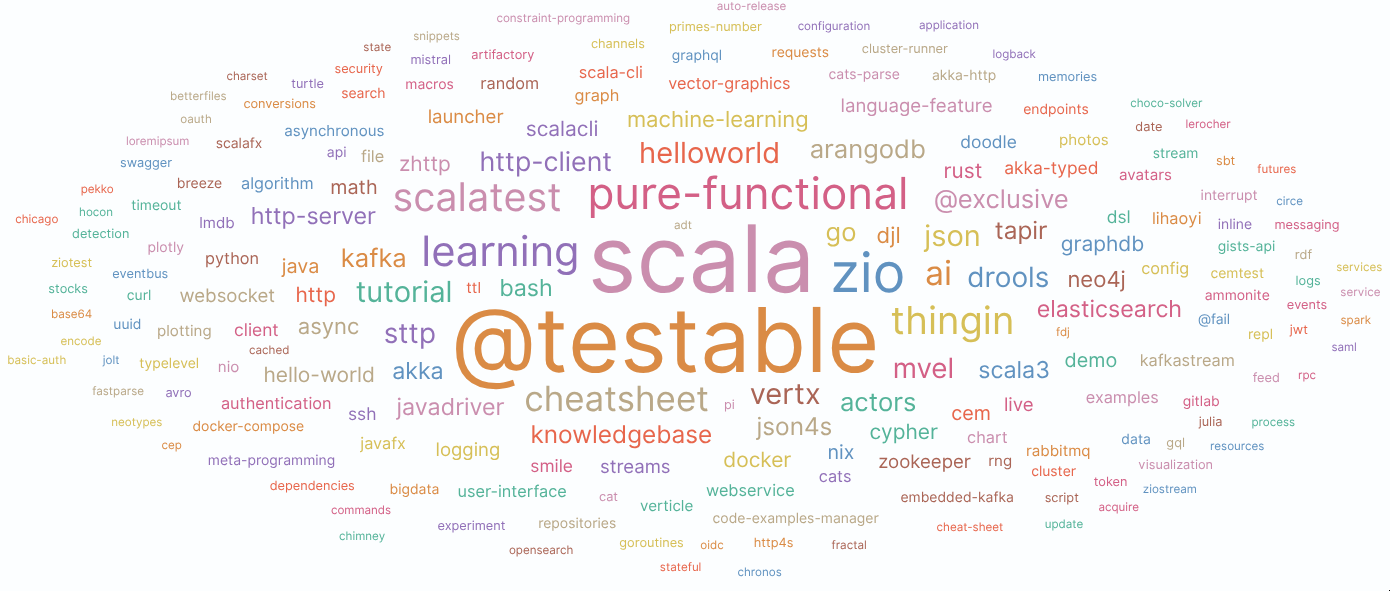 auto-release
constraint-programming
primes-number configuration application
snippets
state channels cluster-runner
mistral artifactory graphql requests logback
security scala-cli
charset turtle macros random vector-graphics cats-parse akka-http memories
betterfiles search graph
conversions language-feature endpoints choco-solver
oauth launcher machine-learning
asynchronous scalacli date lerocher
loremipsum scalafx doodle photos
api file helloworld arangodb stream
swagger zhttp http-client sbt
rust akka-typed futures
breeze algorithm math avatars
pekko scalatest pure-functional @exclusive interrupt circe
hocon timeout
chicago lmdb http-server dsl lihaoyi inline messaging
detection adt go djl json tapir
plotly learning scala graphdb gists-api
ziotest python java kafka rdf
eventbus zio ai drools neo4j config cemtest services
stocks curl websocket http tutorial ttl bash logs
ammonite service
base64 elasticsearch events
uuid plotting client async sttp @testable thingin @fail spark
encode fdj repl jwt
cached saml
basic-auth jolt typelevel nio demo kafkastream
hello-world akka mvel scala3 feed rpc
fastparse avro
authentication javadriver cheatsheet pi vertx actors live examples gitlab
ssh cem
neotypes docker-compose json4s julia process
cep javafx knowledgebase cypher chart data gql resources
meta-programming logging smile streams docker nix zookeeper rng rabbitmq visualization
cats cluster
dependencies bigdata user-interface cat webservice token ziostream
commands verticle embedded-kafka script acquire
chimney experiment repositories code-examples-manager cheat-sheet update
opensearch goroutines oidc http4s fractal
stateful chronos